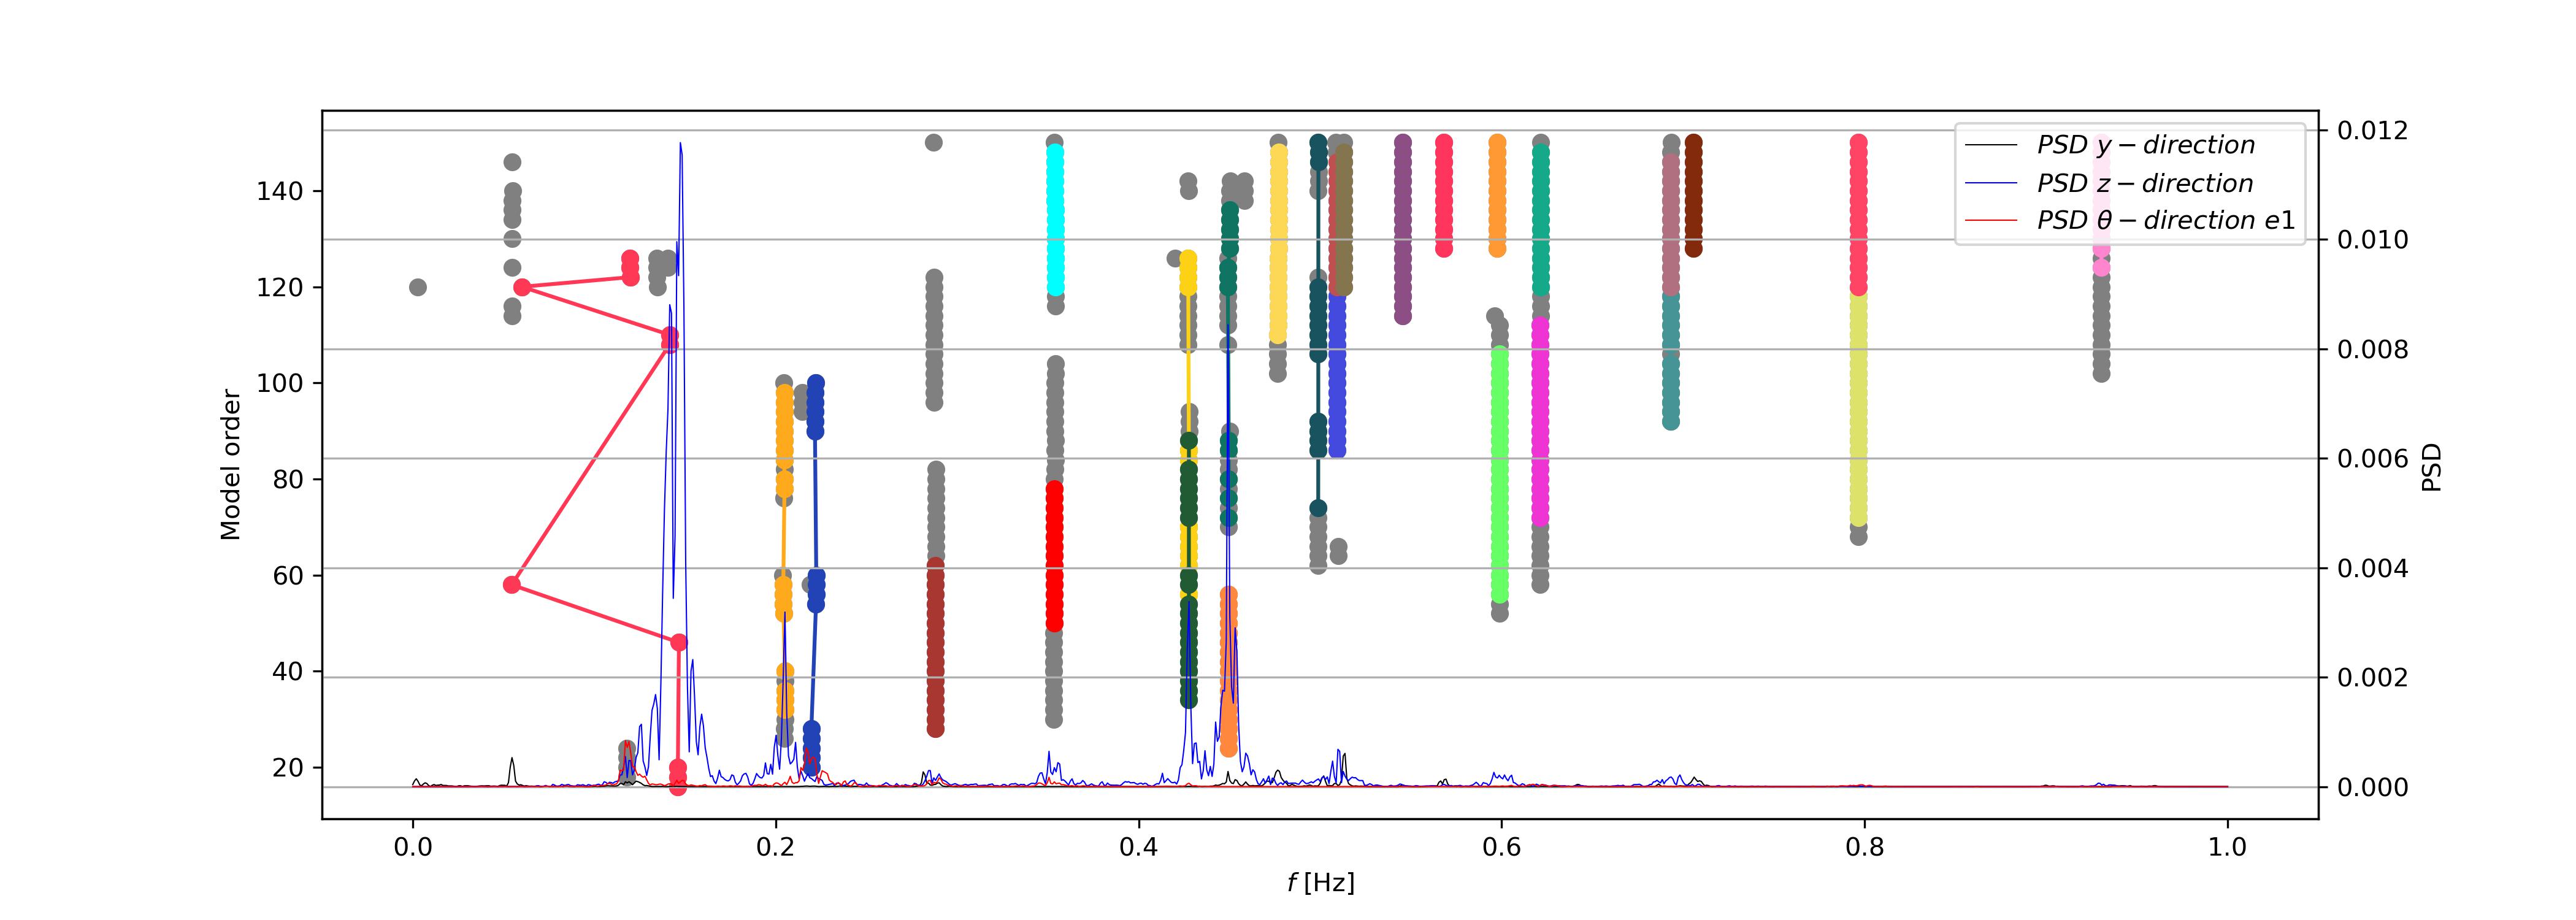 PSD y − direction
PSD z − direction
PSD θ − direction e1
Model order
140
120
100
80
60
40
20
0.012
0.010
0.008
0.006
0.004
0.002
0.000
PSD
0.0 0.2 0.4 0.6 0.8 1.0
f [Hz]